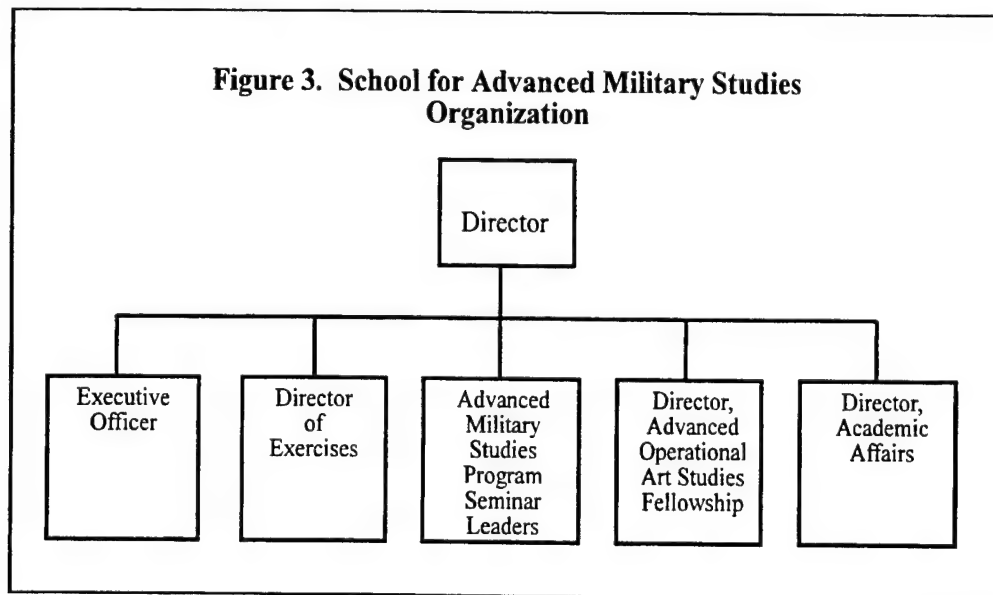 Figure 3. School for Advanced Military Studies
Organization
Director
Executive
Officer
Director
of
Exercises
Advanced
Military
Studies
Program
Seminar
Leaders
Director,
Advanced
Operational
Art Studies
Fellowship
Director,
Academic
Affairs